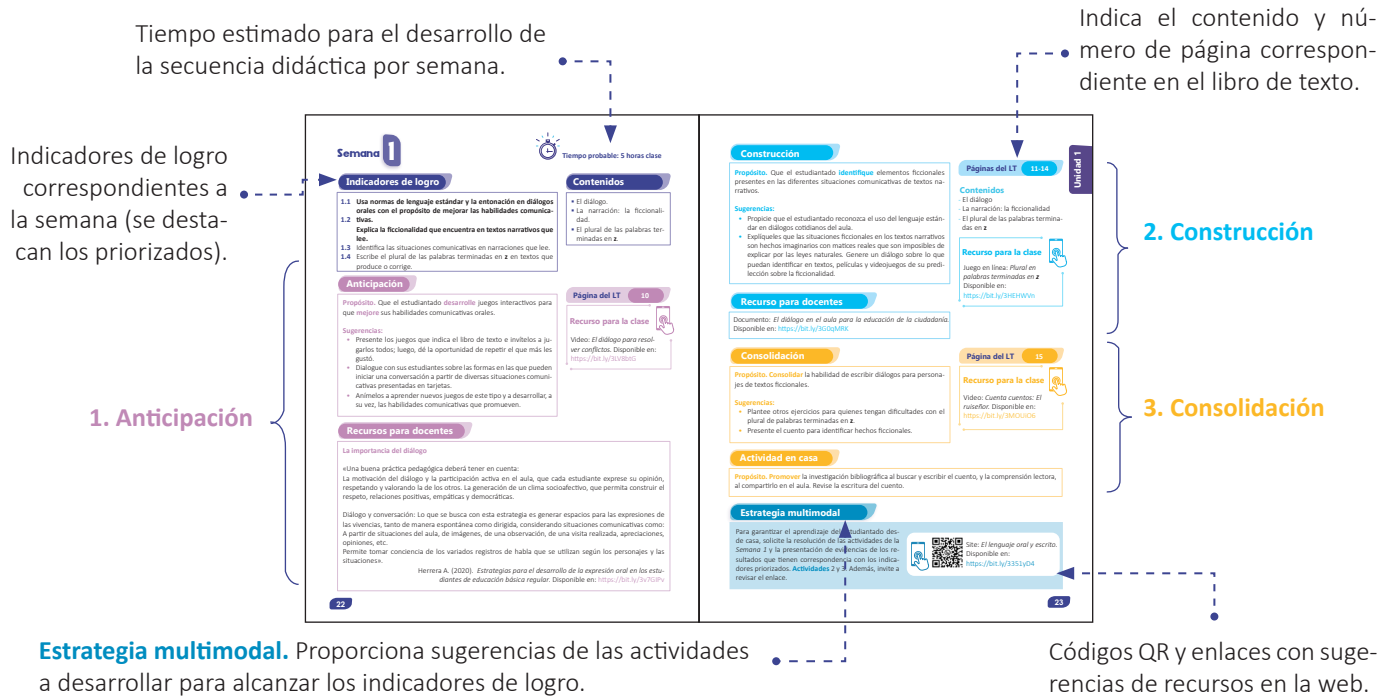 Tiempo estimado para el desarrollo de
la secuencia didáctica por semana.
Indica el contenido y nú-
mero de página correspon-
diente en el libro de texto.
Indicadores de logro
correspondientes a
la semana (se desta-
can los priorizados).
Semana 1
Tiempo probable: 5 horas clase
Indicadores de logro
1.1 Usa normas de lenguaje estándar y la entonación en diálogos
orales con el propósito de mejorar las habilidades comunica-
1.2 tivas.
Explica la ficcionalidad que encuentra en textos narrativos que
lee.
1.3 Identifica las situaciones comunicativas en narraciones que lee.
1.4 Escribe el plural de las palabras terminadas en z en textos que
produce o corrige.
Contenidos
• El diálogo.
• La narración: la ficcionali-
dad.
• El plural de las palabras ter-
minadas en z.
Anticipación
Propósito. Que el estudiantado desarrolle juegos interactivos para
que mejore sus habilidades comunicativas orales.
Sugerencias:
• Presente los juegos que indica el libro de texto e invítelos a ju-
garlos todos; luego, dé la oportunidad de repetir el que más les
gustó.
• Dialogue con sus estudiantes sobre las formas en las que pueden
iniciar una conversación a partir de diversas situaciones comuni-
cativas presentadas en tarjetas.
• Anímelos a aprender nuevos juegos de este tipo y a desarrollar, a
su vez, las habilidades comunicativas que promueven.
Página del LT 10
Recurso para la clase
Video: El diálogo para resol-
ver conflictos. Disponible en:
https://bit.ly/3LV8btG
Recursos para docentes
La importancia del diálogo
«Una buena práctica pedagógica deberá tener en cuenta:
La motivación del diálogo y la participación activa en el aula, que cada estudiante exprese su opinión,
respetando y valorando la de los otros. La generación de un clima socioafectivo, que permita construir el
respeto, relaciones positivas, empáticas y democráticas.
Diálogo y conversación: Lo que se busca con esta estrategia es generar espacios para las expresiones de
las vivencias, tanto de manera espontánea como dirigida, considerando situaciones comunicativas como:
A partir de situaciones del aula, de imágenes, de una observación, de una visita realizada, apreciaciones,
opiniones, etc.
Permite tomar conciencia de los variados registros de habla que se utilizan según los personajes y las
situaciones».
Herrera A. (2020). Estrategias para el desarrollo de la expresión oral en los estu-
diantes de educación básica regular. Disponible en: https://bit.ly/3v7GIPv
22
Construcción
Propósito. Que el estudiantado identifique elementos ficcionales
presentes en las diferentes situaciones comunicativas de textos na-
rrativos.
Sugerencias:
• Propicie que el estudiantado reconozca el uso del lenguaje están-
dar en diálogos cotidianos del aula.
• Explíqueles que las situaciones ficcionales en los textos narrativos
son hechos imaginarios con matices reales que son imposibles de
explicar por las leyes naturales. Genere un diálogo sobre lo que
puedan identificar en textos, películas y videojuegos de su predi-
lección sobre la ficcionalidad.
Páginas del LT 11-14
Contenidos
- El diálogo
- La narración: la ficcionalidad
- El plural de las palabras termina-
das en z
Recurso para la clase
Juego en línea: Plural en
palabras terminadas en z
Disponible en:
https://bit.ly/3HEHWVn
Unidad 1
Recurso para docentes
Documento: El diálogo en el aula para la educación de la ciudadanía.
Disponible en: https://bit.ly/3G0qMRK
Consolidación
Propósito. Consolidar la habilidad de escribir diálogos para persona-
jes de textos ficcionales.
Sugerencias:
• Plantee otros ejercicios para quienes tengan dificultades con el
plural de palabras terminadas en z.
• Presente el cuento para identificar hechos ficcionales.
Página del LT 15
Recurso para la clase
Video: Cuenta cuentos: El
ruiseñor. Disponible en:
Actividad en casa
Propósito. Promover la investigación bibliográfica al buscar y escribir el cuento, y la comprensión lectora,
al compartirlo en el aula. Revise la escritura del cuento.
Estrategia multimodal
Para garantizar el aprendizaje del estudiantado des-
de casa, solicite la resolución de las actividades de la
Semana 1 y la presentación de evidencias de los re-
sultados que tienen correspondencia con los indica-
dores priorizados. Actividades 2 y 3. Además, invite a
revisar el enlace.
Site: El lenguaje oral y escrito.
Disponible en:
https://bit.ly/3351yD4
23
1. Anticipación
2. Construcción
3. Consolidación
Estrategia multimodal. Proporciona sugerencias de las actividades
a desarrollar para alcanzar los indicadores de logro.
Códigos QR y enlaces con suge-
rencias de recursos en la web.